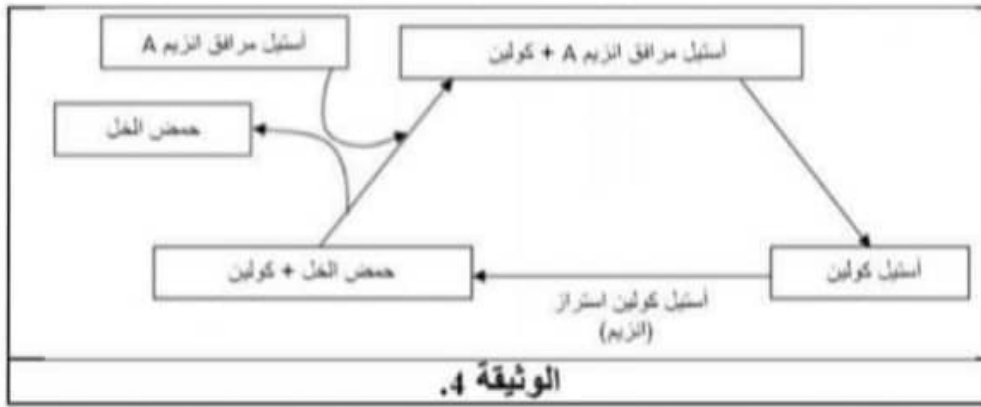 أستيل مرافق انزيم A
أستيل مرافق انزيم A + كولين
حمض الخل
حمض الخل + كولين
أستيل كولين
أستيل كولين استراز
(انزيم)
الوثيقة 4.